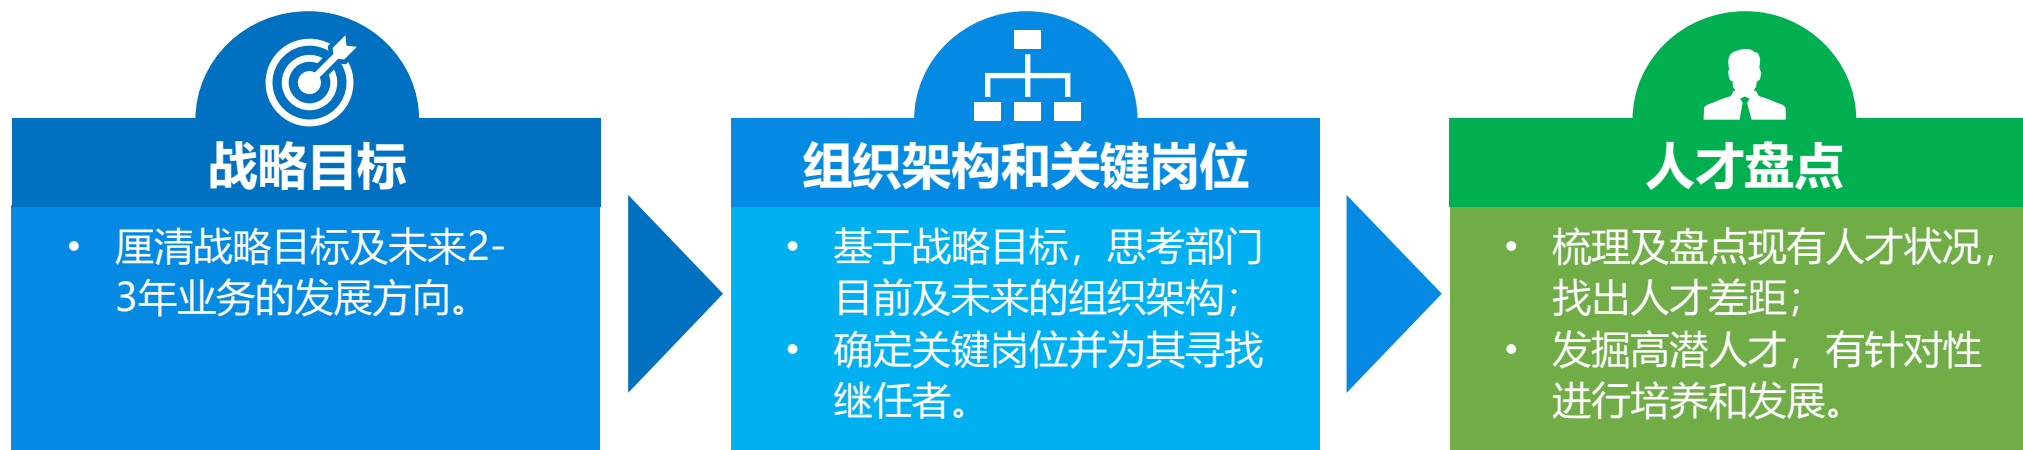 战略目标
• 厘清战略目标及未来2-
3年业务的发展方向。
组织架构和关键岗位
• 基于战略目标，思考部门
目前及未来的组织架构；
• 确定关键岗位并为其寻找
继任者。
人才盘点
• 梳理及盘点现有人才状况，
找出人才差距；
• 发掘高潜人才，有针对性
进行培养和发展。